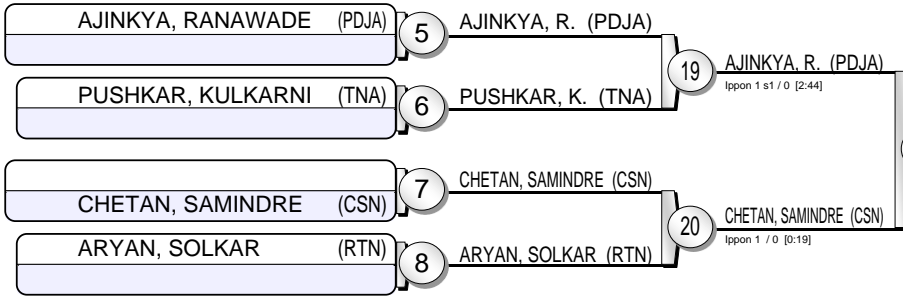 AJINKYA, RANAWADE (PDJA)
5
AJINKYA, R. (PDJA)
PUSHKAR, KULKARNI (TNA)
6
PUSHKAR, K. (TNA)
19
AJINKYA, R. (PDJA)
Ippon 1 s1 / 0 [2:44]
CHETAN, SAMINDRE (CSN)
7
CHETAN, SAMINDRE (CSN)
ARYAN, SOLKAR (RTN)
8
ARYAN, SOLKAR (RTN)
20
CHETAN, SAMINDRE (CSN)
Ippon 1 / 0 [0:19]